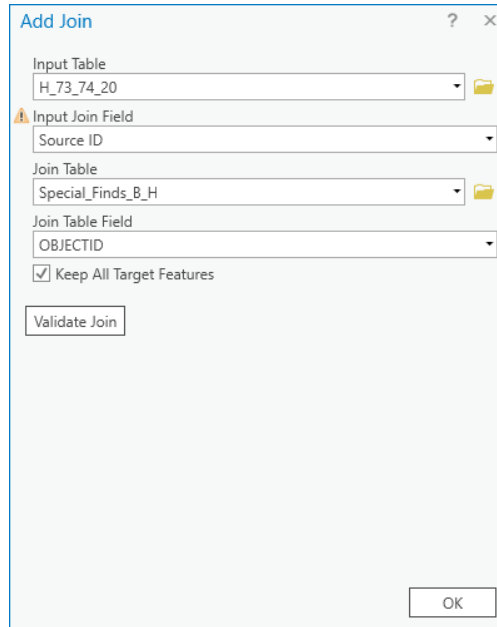 Add Join ? ×
Input Table
H_73_74_20
Input Join Field
Source ID
Join Table
Special_Finds_B_H
Join Table Field
OBJECTID
Keep All Target Features
Validate Join
OK